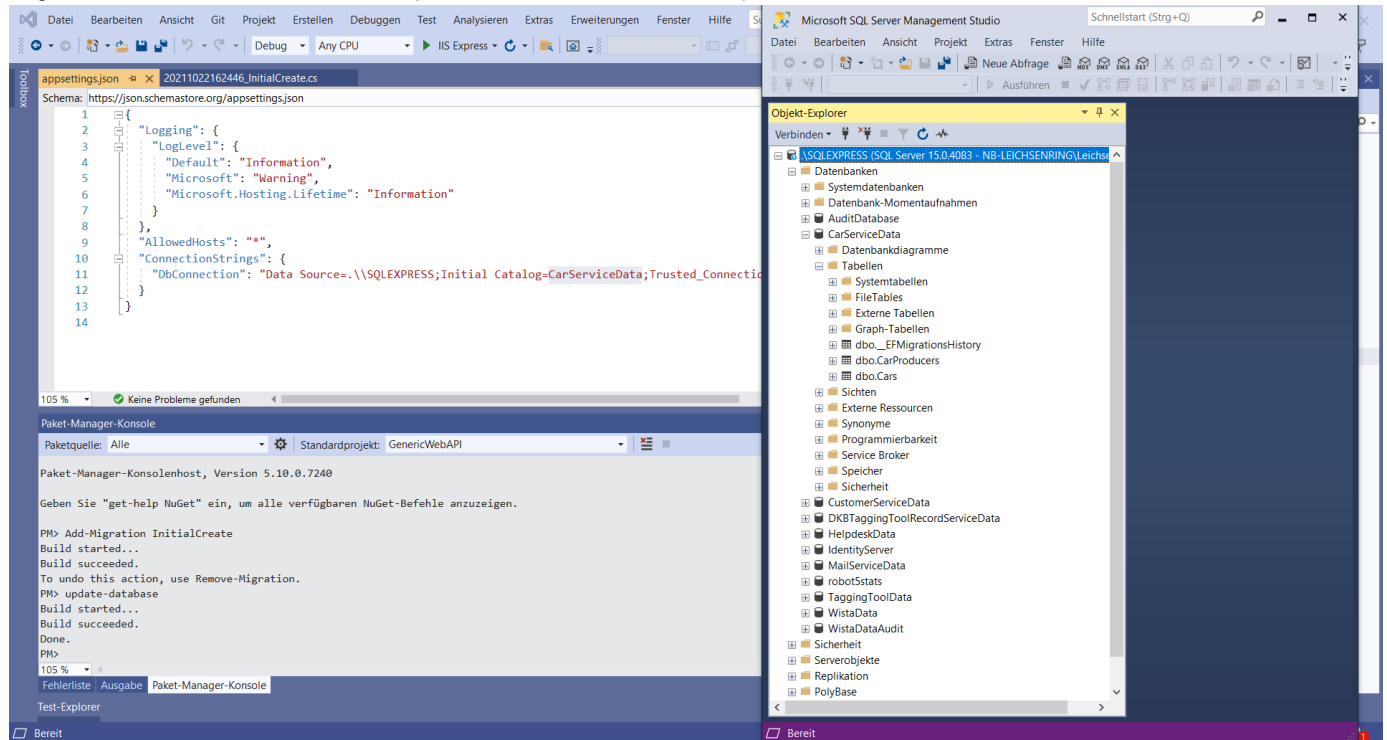 Datei Bearbeiten Ansicht Git Projekt Erstellen Debuggen Test Analysieren Extras Erweiterungen Fenster Hilfe
Debug Any CPU IIS Express
Toolbox
appsettings.json 20211022162446_InitialCreate.cs
Schema: https://json.schemastore.org/appsettings.json
1 {
2 "Logging": {
3 "LogLevel": {
4 "Default": "Information",
5 "Microsoft": "Warning",
6 "Microsoft.Hosting.Lifetime": "Information"
7 }
8 },
9 "AllowedHosts": "*",
10 "ConnectionStrings": {
11 "DbConnection": "Data Source=.\\SQLEXPRESS;Initial Catalog=CarServiceData;Trusted_Connectio
12 }
13 }
14
105 % Keine Probleme gefunden
Paket-Manager-Konsole
Paketquelle: Alle Standardprojekt: GenericWebAPI
Paket-Manager-Konsolenhost, Version 5.10.0.7240
Geben Sie "get-help NuGet" ein, um alle verfügbaren NuGet-Befehle anzuzeigen.
PM> Add-Migration InitialCreate
Build started...
Build succeeded.
To undo this action, use Remove-Migration.
PM> update-database
Build started...
Build succeeded.
Done.
PM>
105 %
Fehlerliste Ausgabe Paket-Manager-Konsole
Test-Explorer
Bereit
Microsoft SQL Server Management Studio
Schnellstart (Strg+Q)
Datei Bearbeiten Ansicht Projekt Extras Fenster Hilfe
Neue Abfrage MDX DMX XMLA DAX
Ausführen
Objekt-Explorer
Verbinden
.\SQLEXPRESS (SQL Server 15.0.4083 - NB-LEICHSENRING\Leichse
Datenbanken
Systemdatenbanken
Datenbank-Momentaufnahmen
AuditDatabase
CarServiceData
Datenbankdiagramme
Tabellen
Systemtabellen
FileTables
Externe Tabellen
Graph-Tabellen
dbo.__EFMigrationsHistory
dbo.CarProducers
dbo.Cars
Sichten
Externe Ressourcen
Synonyme
Programmierbarkeit
Service Broker
Speicher
Sicherheit
CustomerServiceData
DKBTaggingToolRecordServiceData
HelpdeskData
IdentityServer
MailServiceData
robot5stats
TaggingToolData
WistaData
WistaDataAudit
Sicherheit
Serverobjekte
Replikation
PolyBase
Bereit
1